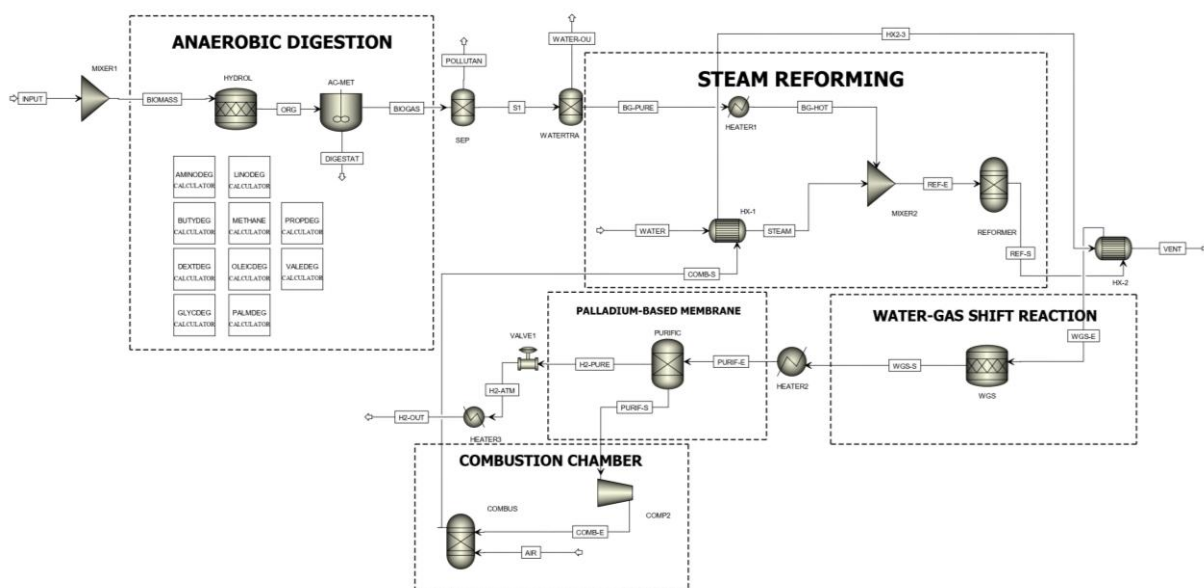 ANAEROBIC DIGESTION
MIXER1
INPUT
BIOMASS
HYDROL
ORG
AC-MET
BIOGAS
DIGESTAT
AMINODEG
CALCULATOR
LINODEG
CALCULATOR
BUTYDEG
CALCULATOR
METHANE
CALCULATOR
PROPDEG
CALCULATOR
DEXTDEG
CALCULATOR
OLEICDEG
CALCULATOR
VALEDEG
CALCULATOR
GLYCDEG
CALCULATOR
PALMDEG
CALCULATOR
POLLUTAN
SEP
S1
WATER-OU
WATERTRA
STEAM REFORMING
HX2-3
BG-PURE
HEATER1
BG-HOT
MIXER2
REF-E
REFORMER
REF-S
WATER
HX-1
STEAM
COMB-S
HX-2
VENT
WATER-GAS SHIFT REACTION
WGS-E
WGS
WGS-S
HEATER2
PALLADIUM-BASED MEMBRANE
PURIFIC
PURIF-E
H2-PURE
PURIF-S
VALVE1
H2-ATM
HEATER3
H2-OUT
COMBUSTION CHAMBER
COMBUS
COMP2
COMB-E
AIR